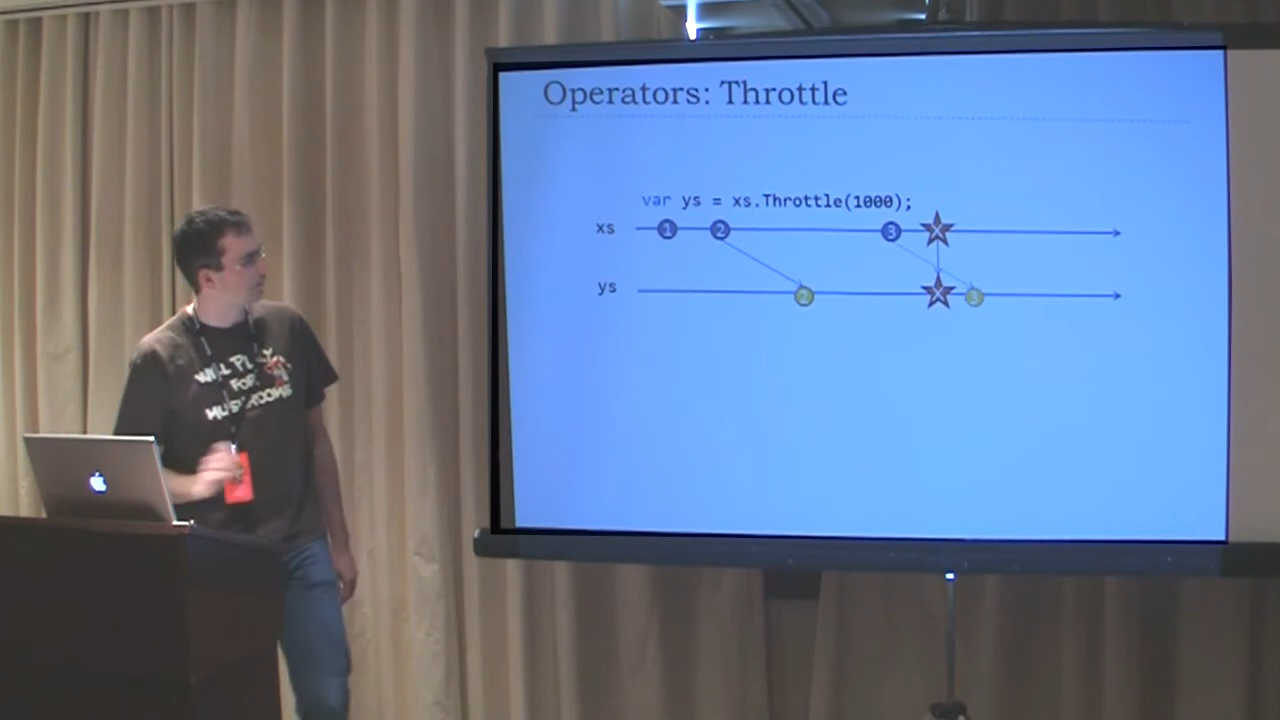 Operators: Throttle
var ys = xs.Throttle(1000);
xs 1 2 3
ys 2 3
WILL PLAY
FOR
MUSHROOMS